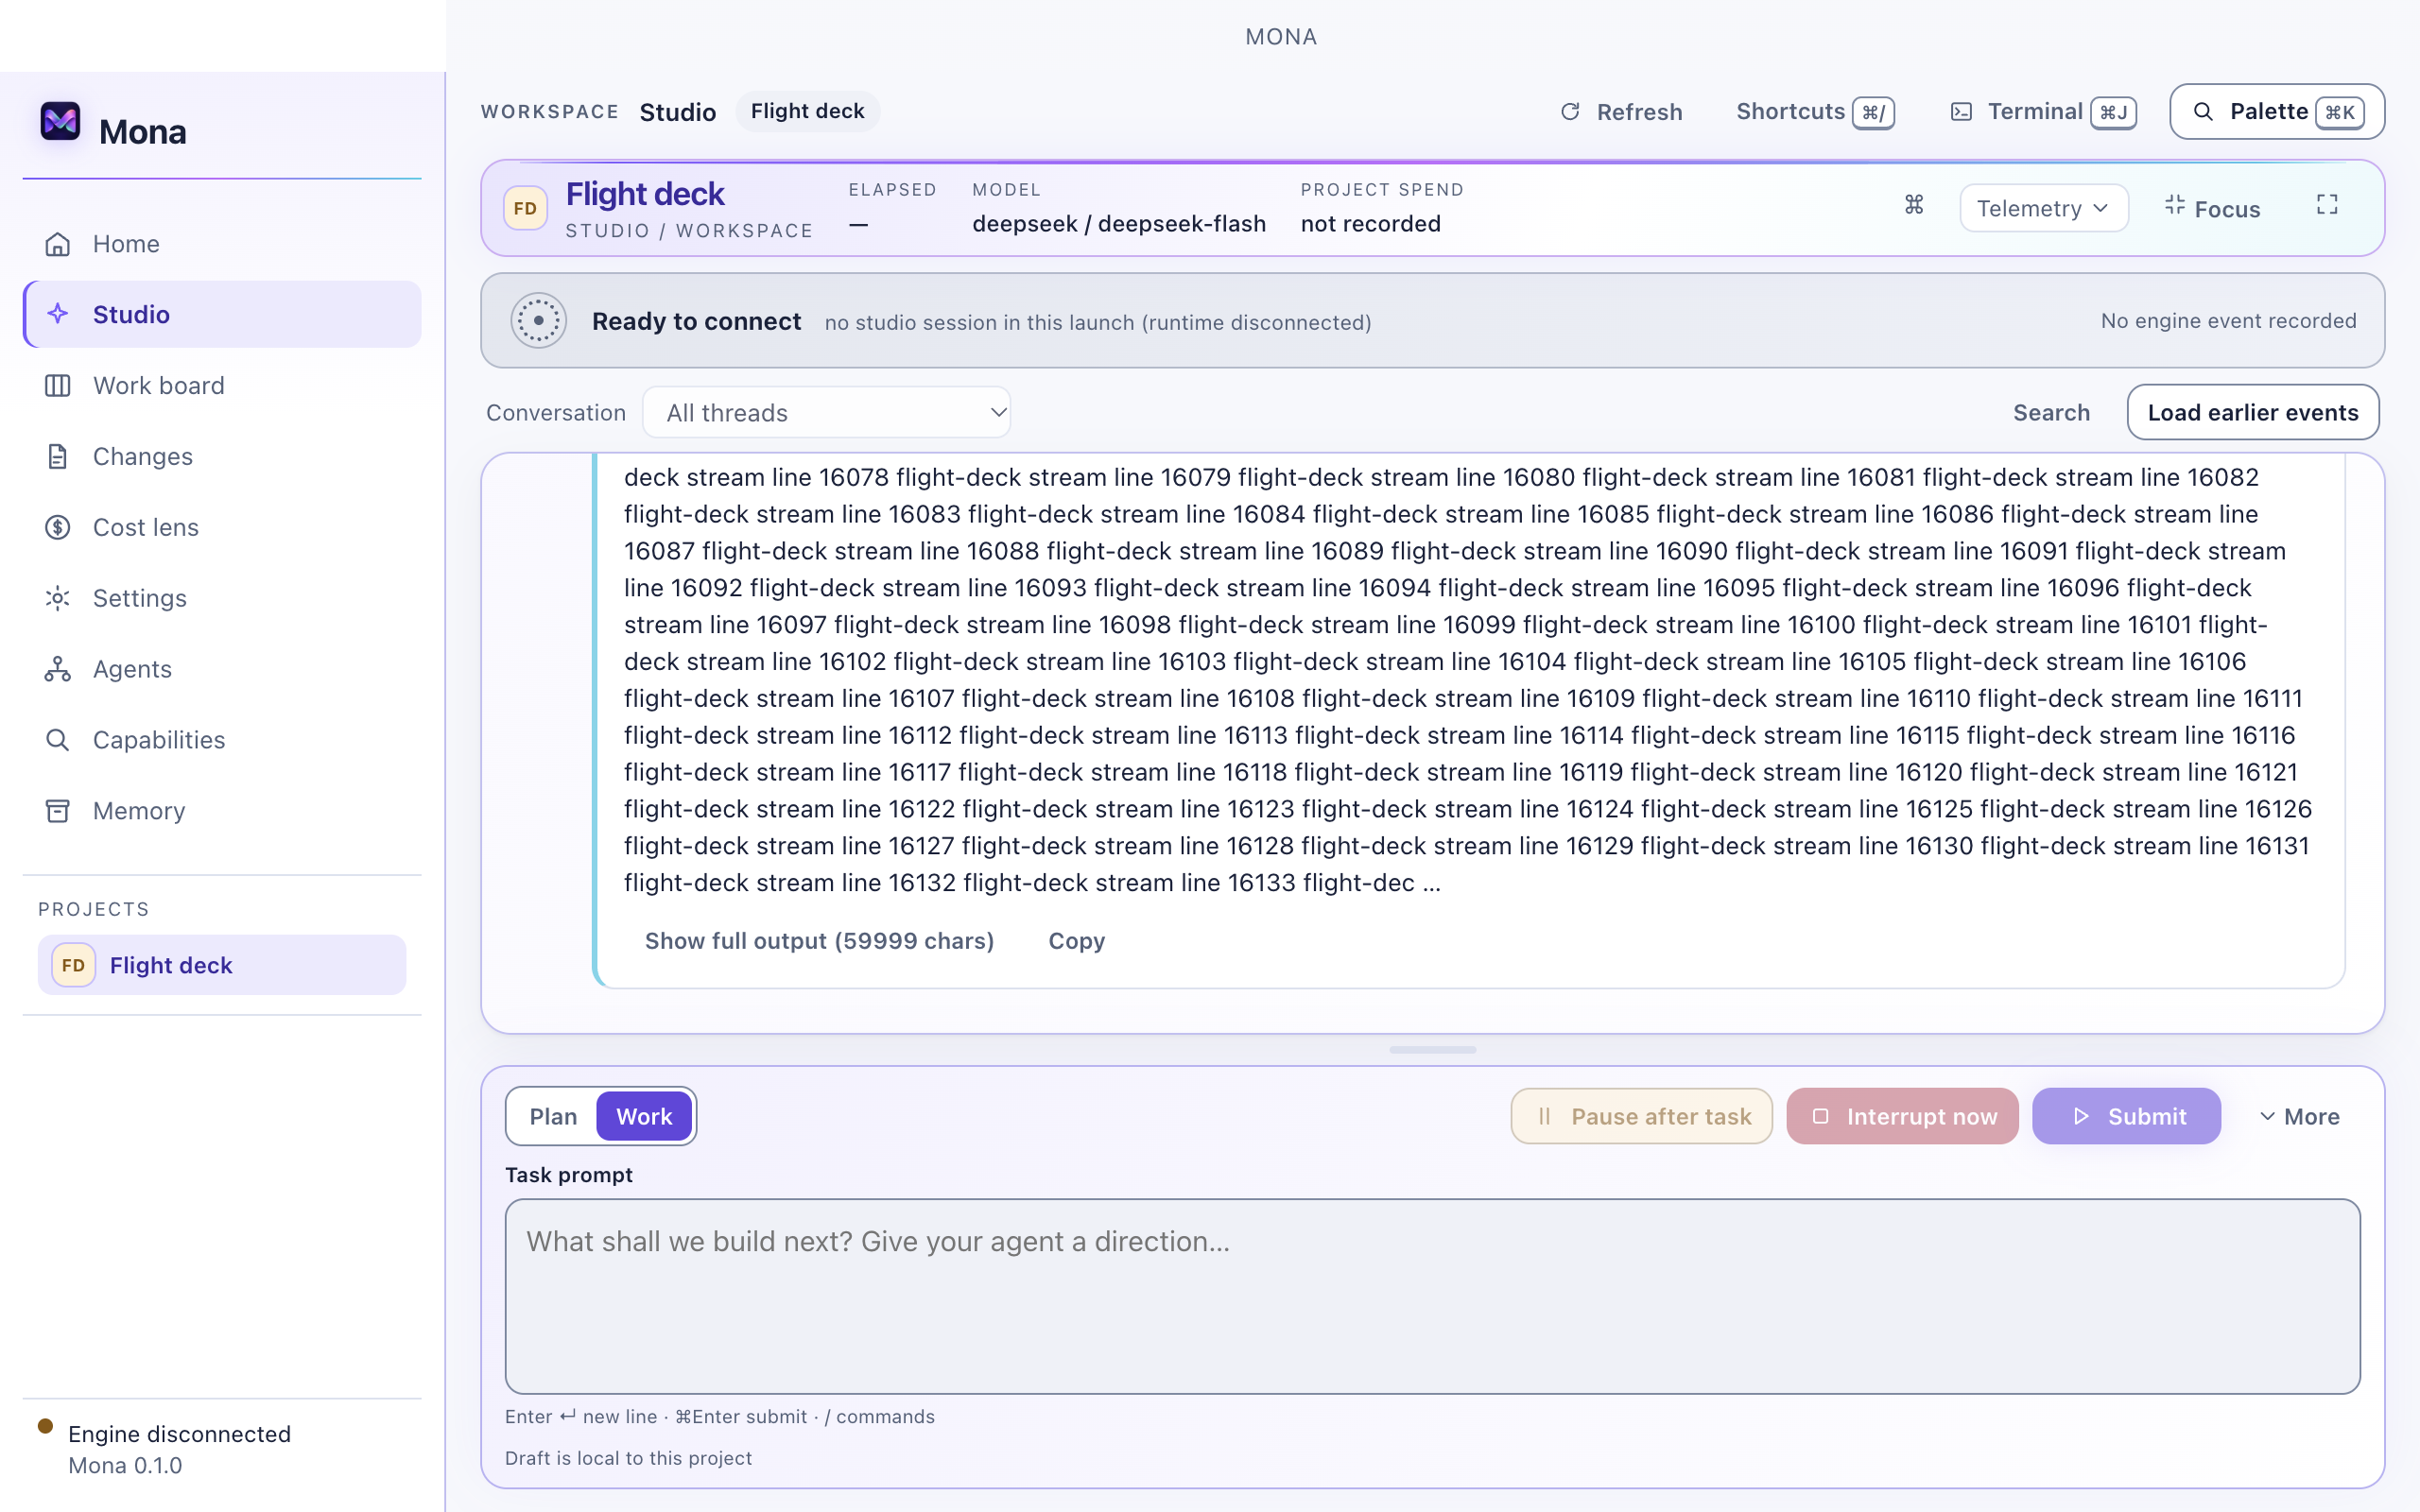 MONA
Mona
Home
Studio
Work board
Changes
Cost lens
Settings
Agents
Capabilities
Memory
PROJECTS
FD Flight deck
Engine disconnected
Mona 0.1.0
WORKSPACE Studio Flight deck
Refresh Shortcuts ⌘/ Terminal ⌘J Palette ⌘K
FD
Flight deck
STUDIO / WORKSPACE
ELAPSED
—
MODEL
deepseek / deepseek-flash
PROJECT SPEND
not recorded
⌘ Telemetry Focus
Ready to connect no studio session in this launch (runtime disconnected) No engine event recorded
Conversation All threads Search Load earlier events
deck stream line 16078 flight-deck stream line 16079 flight-deck stream line 16080 flight-deck stream line 16081 flight-deck stream line 16082
flight-deck stream line 16083 flight-deck stream line 16084 flight-deck stream line 16085 flight-deck stream line 16086 flight-deck stream line
16087 flight-deck stream line 16088 flight-deck stream line 16089 flight-deck stream line 16090 flight-deck stream line 16091 flight-deck stream
line 16092 flight-deck stream line 16093 flight-deck stream line 16094 flight-deck stream line 16095 flight-deck stream line 16096 flight-deck
stream line 16097 flight-deck stream line 16098 flight-deck stream line 16099 flight-deck stream line 16100 flight-deck stream line 16101 flight-
deck stream line 16102 flight-deck stream line 16103 flight-deck stream line 16104 flight-deck stream line 16105 flight-deck stream line 16106
flight-deck stream line 16107 flight-deck stream line 16108 flight-deck stream line 16109 flight-deck stream line 16110 flight-deck stream line 16111
flight-deck stream line 16112 flight-deck stream line 16113 flight-deck stream line 16114 flight-deck stream line 16115 flight-deck stream line 16116
flight-deck stream line 16117 flight-deck stream line 16118 flight-deck stream line 16119 flight-deck stream line 16120 flight-deck stream line 16121
flight-deck stream line 16122 flight-deck stream line 16123 flight-deck stream line 16124 flight-deck stream line 16125 flight-deck stream line 16126
flight-deck stream line 16127 flight-deck stream line 16128 flight-deck stream line 16129 flight-deck stream line 16130 flight-deck stream line 16131
flight-deck stream line 16132 flight-deck stream line 16133 flight-dec ...
Show full output (59999 chars) Copy
Plan Work Pause after task Interrupt now Submit More
Task prompt
What shall we build next? Give your agent a direction...
Enter ↵ new line · ⌘Enter submit · / commands
Draft is local to this project